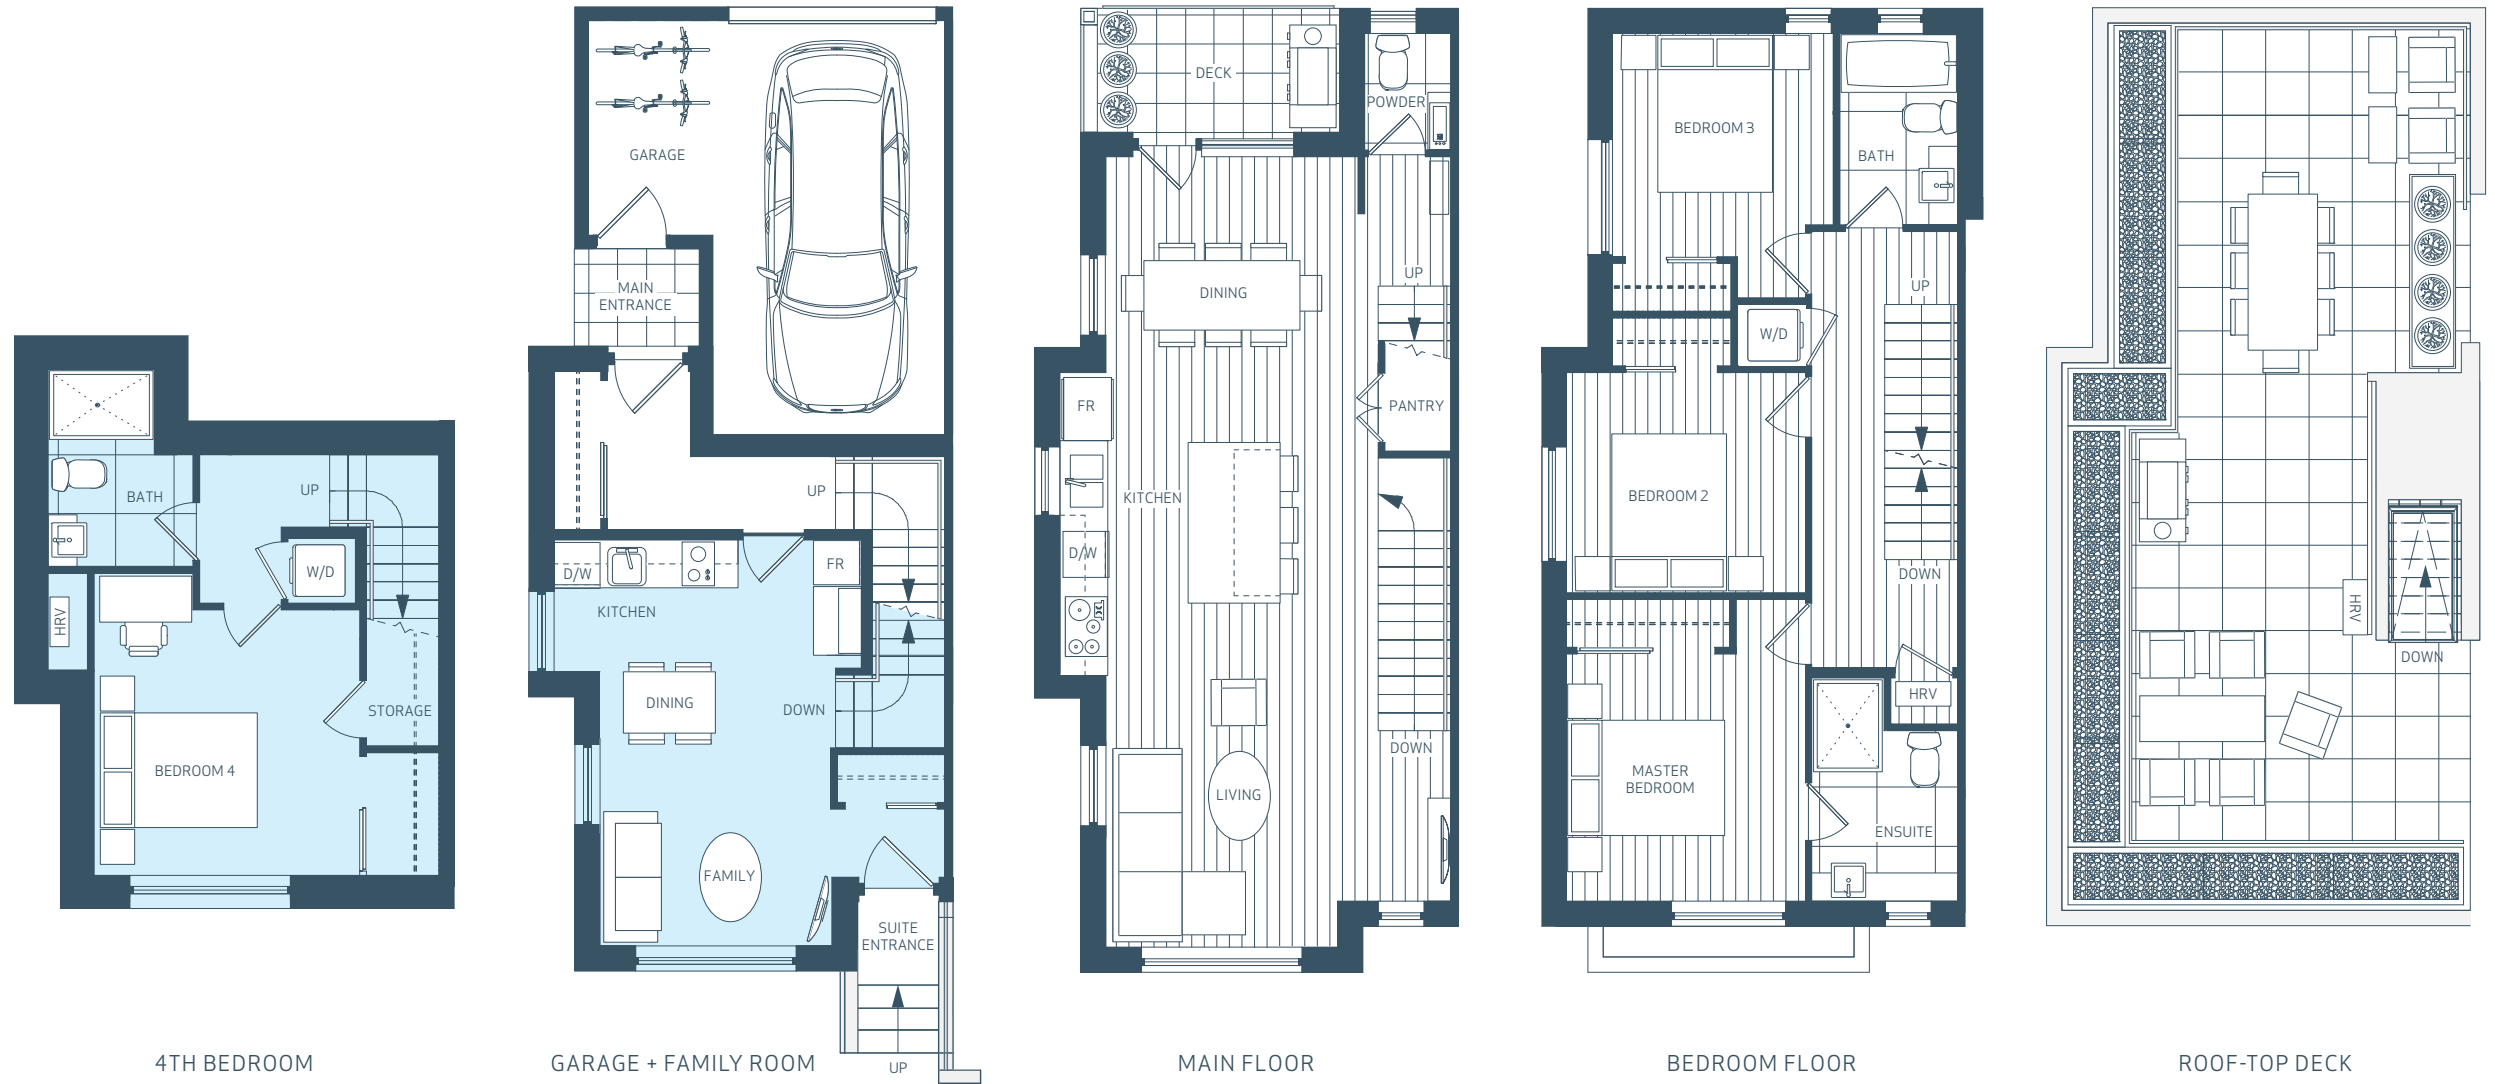 BATH
UP
W/D
HRV
STORAGE
BEDROOM 4
4TH BEDROOM
GARAGE
MAIN
ENTRANCE
UP
D/W
FR
KITCHEN
DINING
DOWN
FAMILY
SUITE
ENTRANCE
UP
GARAGE + FAMILY ROOM
DECK
POWDER
UP
DINING
FR
PANTRY
KITCHEN
D/W
DOWN
LIVING
MAIN FLOOR
BEDROOM 3
BATH
UP
W/D
BEDROOM 2
DOWN
HRV
MASTER
BEDROOM
ENSUITE
BEDROOM FLOOR
HRV
DOWN
ROOF-TOP DECK